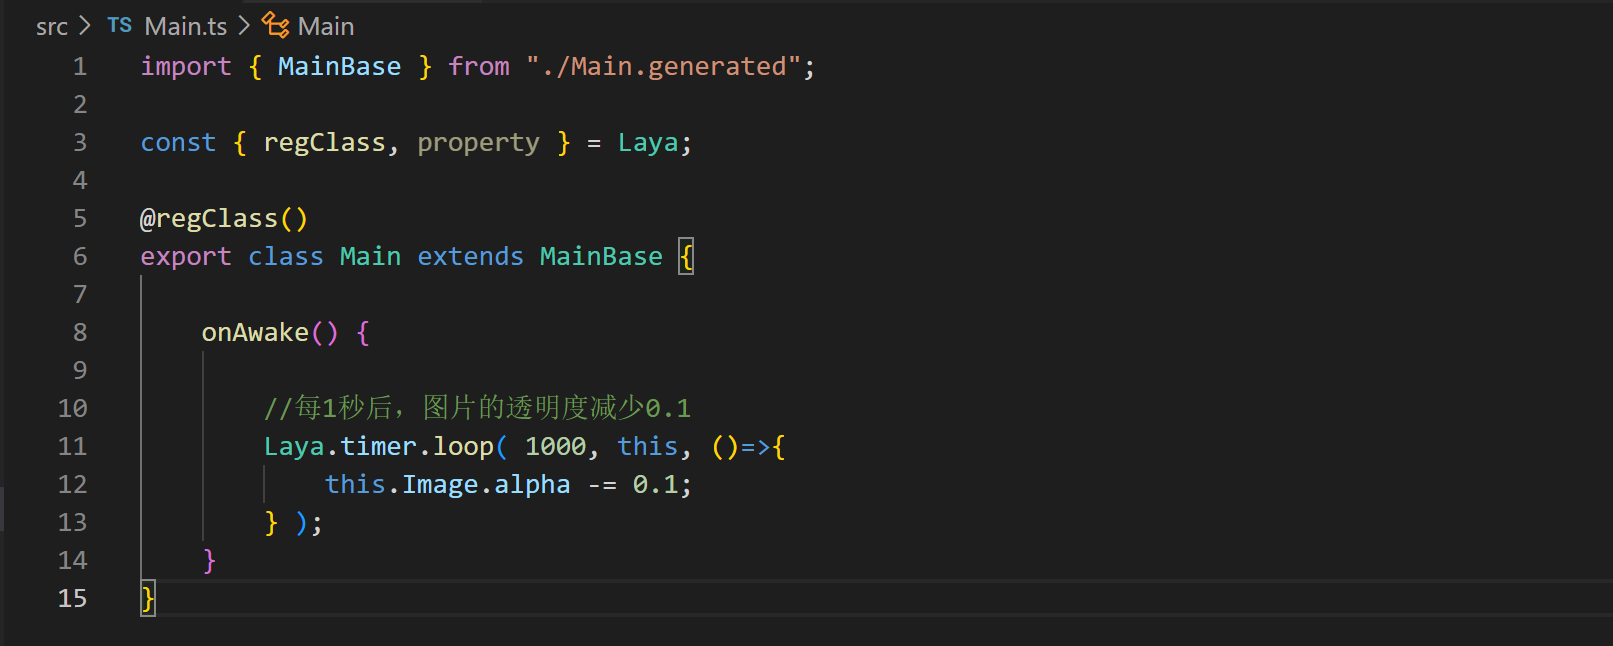 src > TS Main.ts > Main
1 import { MainBase } from "./Main.generated";
2
3 const { regClass, property } = Laya;
4
5 @regClass()
6 export class Main extends MainBase {
7
8     onAwake() {
9
10         //每1秒后，图片的透明度减少0.1
11         Laya.timer.loop( 1000, this, ()=>{
12             this.Image.alpha -= 0.1;
13         } );
14     }
15 }